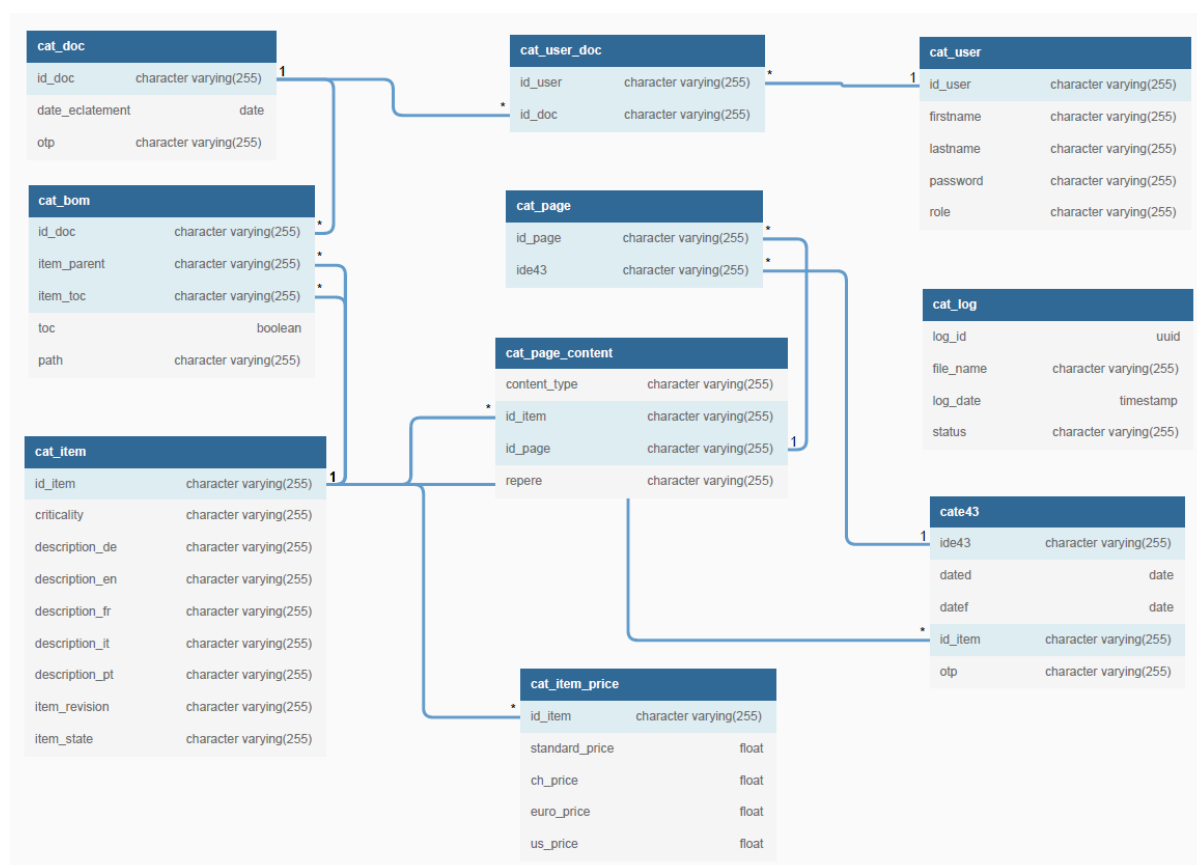 cat_doc
id_doc character varying(255)
date_eclatement date
otp character varying(255)
1
*
cat_user_doc
id_user character varying(255)
id_doc character varying(255)
*
1
cat_user
id_user character varying(255)
firstname character varying(255)
lastname character varying(255)
password character varying(255)
role character varying(255)
cat_bom
id_doc character varying(255)
item_parent character varying(255)
item_toc character varying(255)
toc boolean
path character varying(255)
*
*
*
cat_page
id_page character varying(255)
ide43 character varying(255)
*
*
cat_log
log_id uuid
file_name character varying(255)
log_date timestamp
status character varying(255)
cat_page_content
content_type character varying(255)
id_item character varying(255)
id_page character varying(255)
repere character varying(255)
*
1
cat_item
id_item character varying(255)
criticality character varying(255)
description_de character varying(255)
description_en character varying(255)
description_fr character varying(255)
description_it character varying(255)
description_pt character varying(255)
item_revision character varying(255)
item_state character varying(255)
1
1
cate43
ide43 character varying(255)
dated date
datef date
id_item character varying(255)
otp character varying(255)
*
*
cat_item_price
id_item character varying(255)
standard_price float
ch_price float
euro_price float
us_price float